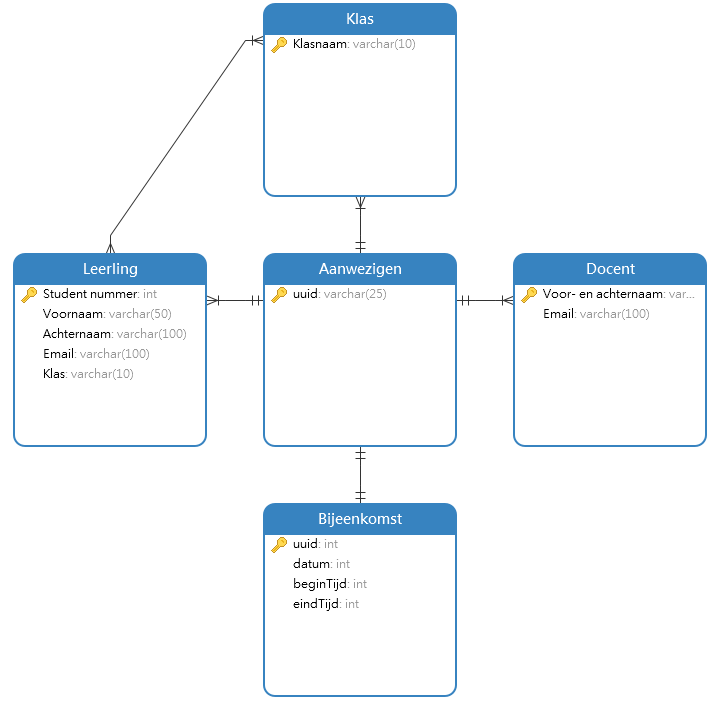 Klas
Klasnaam: varchar(10)
Leerling
Student nummer: int
Voornaam: varchar(50)
Achternaam: varchar(100)
Email: varchar(100)
Klas: varchar(10)
Aanwezigen
uuid: varchar(25)
Docent
Voor- en achternaam: var...
Email: varchar(100)
Bijeenkomst
uuid: int
datum: int
beginTijd: int
eindTijd: int